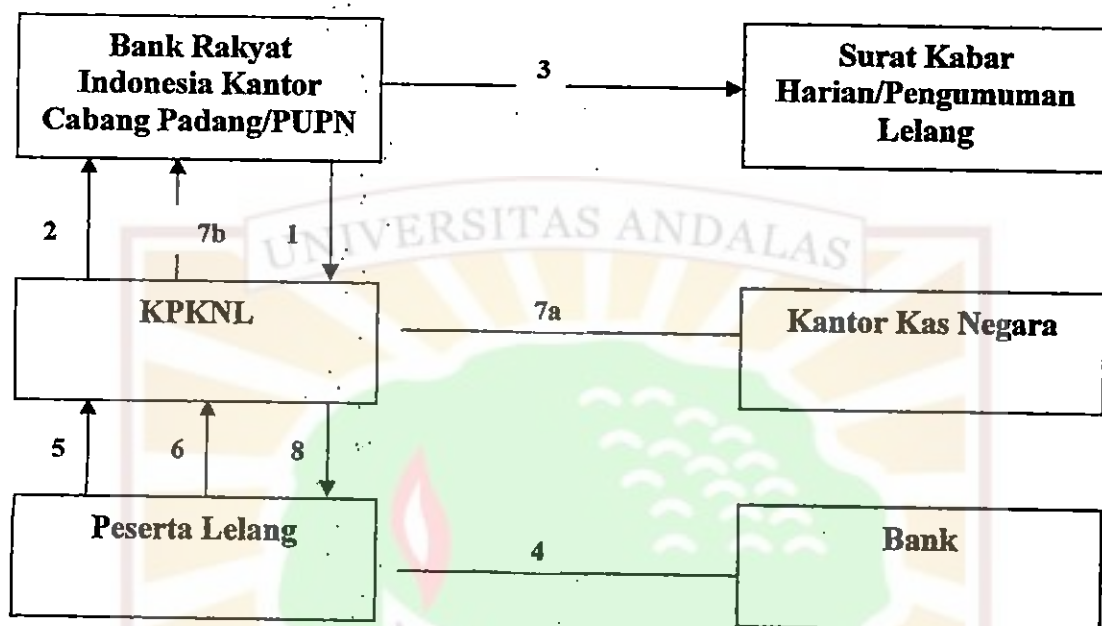 Bank Rakyat
Indonesia Kantor
Cabang Padang/PUPN
3
Surat Kabar
Harian/Pengumuman
Lelang
2
7b
1
UNIVERSITAS ANDALAS
KPKNL
7a
Kantor Kas Negara
5
6
8
Peserta Lelang
4
Bank